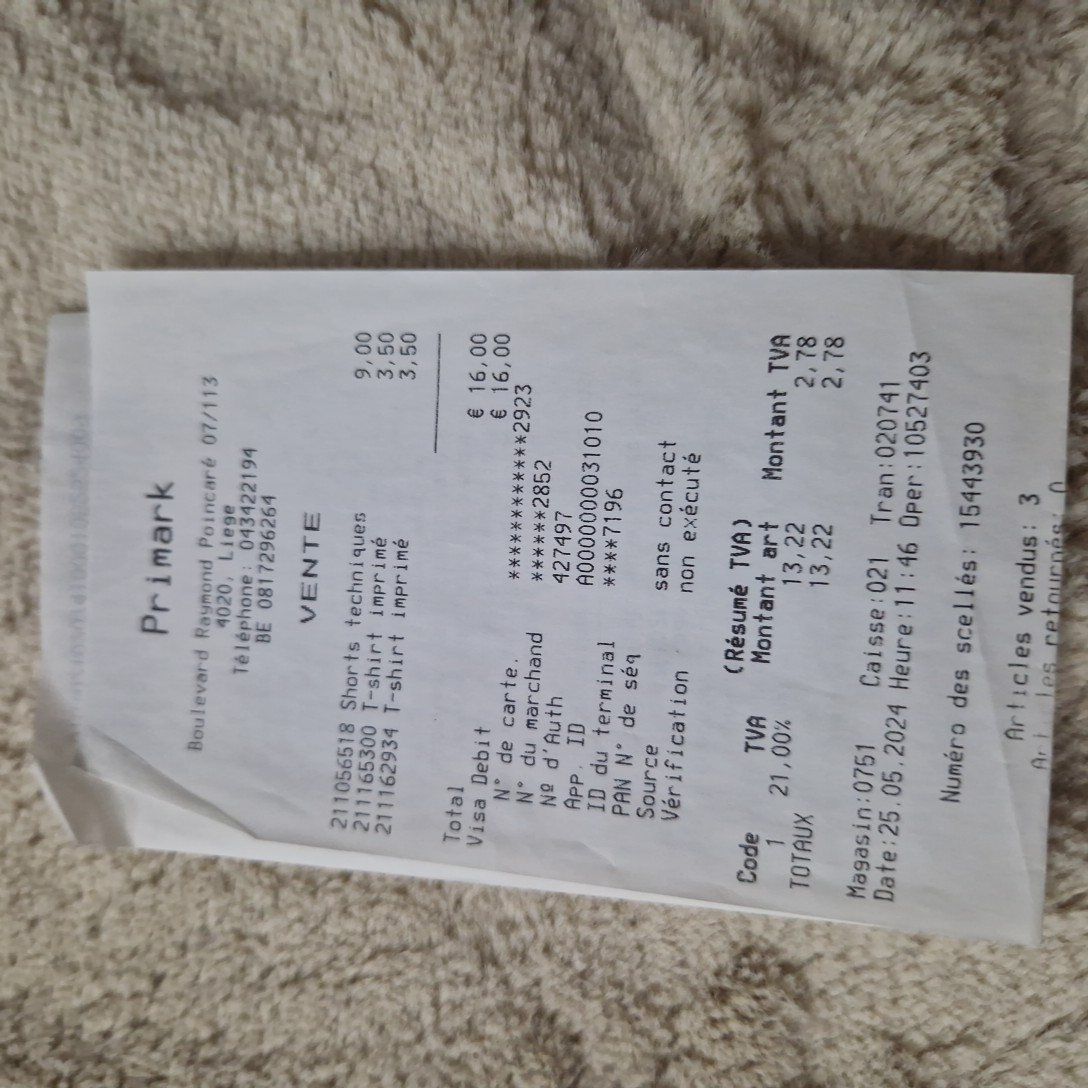 Primark
Boulevard Raymond Poincaré 07/113
4020, Liege
Téléphone: 043422194
BE 0817296264
VENTE
211056518 Shorts techniques 9,00
211165300 T-shirt imprimé 3,50
211162934 T-shirt imprimé 3,50
Total € 16,00
Visa Debit € 16,00
N° de carte. ************2923
N° du marchand ******2852
Nº d'Auth 427497
App. ID A0000000031010
ID du terminal ****7196
PAN N° de séq
Source sans contact
Vérification non exécuté
(Résumé TVA)
Code TVA Montant art Montant TVA
1 21,00% 13,22 2,78
TOTAUX 13,22 2,78
Magasin:0751 Caisse:021 Tran:020741
Date:25.05.2024 Heure:11:46 Oper:10527403
Numéro des scellés: 15443930
Articles vendus: 3
les retournés: 0